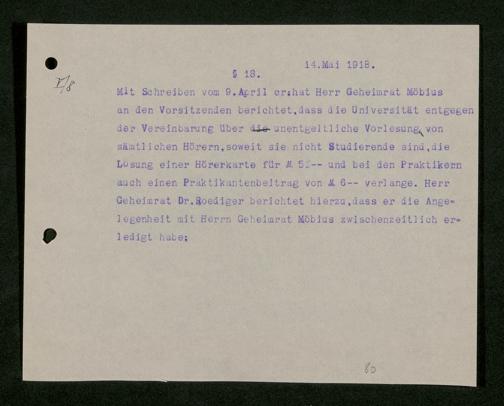 14.Mai 1918.
§ 18.
I/8
Mit Schreiben vom 9.April cr:hat Herr Geheimrat Möbius
an den Vorsitzenden berichtet,dass die Universität entgegen
der Vereinbarung über die unentgeltliche Vorlesung von
sämtlichen Hörern,soweit sie nicht Studierende sind,die
Lösung einer Hörerkarte für M -- und bei den Praktikern
auch einen Praktikantenbeitrag von M 6-- verlange. Herr
Geheimrat Dr.Roediger berichtet hierzu,dass er die Ange-
legenheit mit Herrn Geheimrat Möbius zwischenzeitlich er-
ledigt habe;
80